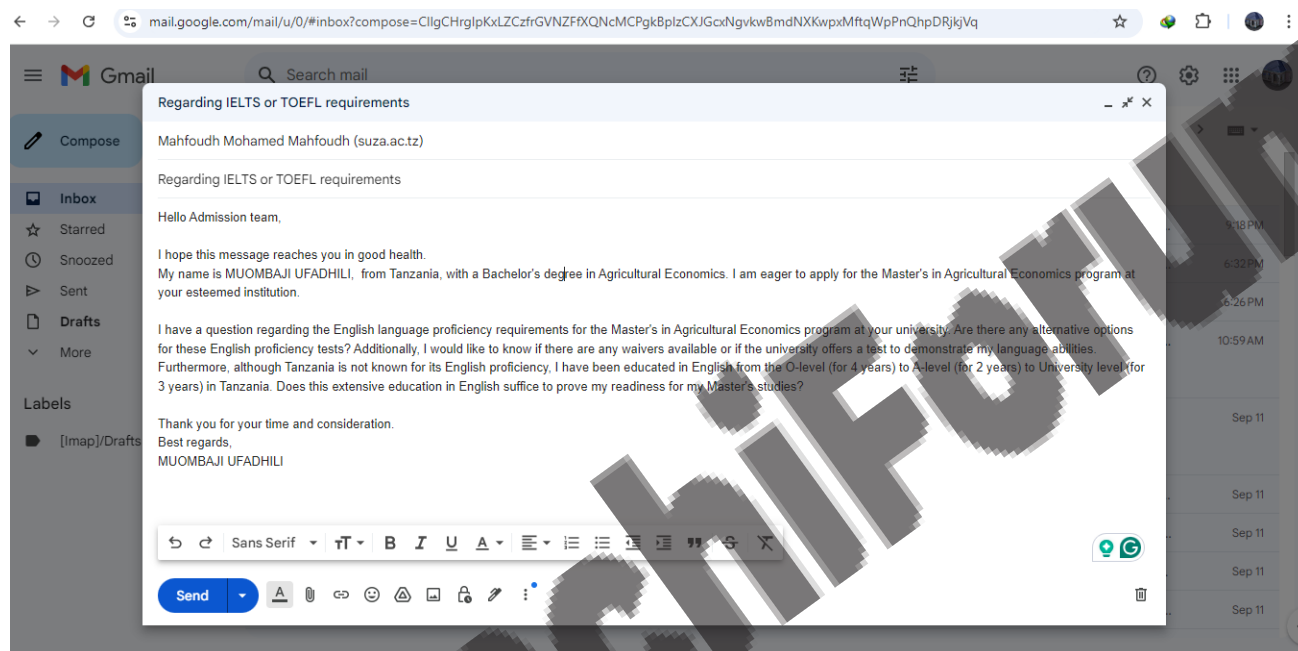 mail.google.com/mail/u/0/#inbox?compose=CllgCHrglpKxLZCzfrGVNZFfXQNcMCPgkBplzCXJGcxNgvkwBmdNXKwpxMftqWpPnQhpDRjkjVq
Gmail
Search mail
Regarding IELTS or TOEFL requirements
Compose
Mahfoudh Mohamed Mahfoudh (suza.ac.tz)
Regarding IELTS or TOEFL requirements
Inbox
Hello Admission team,
Starred
9:18 PM
I hope this message reaches you in good health.
Snoozed
6:32 PM
My name is MUOMBAJI UFADHILI,  from Tanzania, with a Bachelor's degree in Agricultural Economics. I am eager to apply for the Master's in Agricultural Economics program at
Sent
your esteemed institution.
6:26 PM
Drafts
I have a question regarding the English language proficiency requirements for the Master's in Agricultural Economics program at your university. Are there any alternative options
10:59 AM
More
for these English proficiency tests? Additionally, I would like to know if there are any waivers available or if the university offers a test to demonstrate my language abilities.
Furthermore, although Tanzania is not known for its English proficiency, I have been educated in English from the O-level (for 4 years) to A-level (for 2 years) to University level (for
3 years) in Tanzania. Does this extensive education in English suffice to prove my readiness for my Master's studies?
Labels
Sep 11
Thank you for your time and consideration.
[Imap]/Drafts
Best regards,
MUOMBAJI UFADHILI
Sep 11
Sans Serif
Sep 11
Sep 11
Send
Sep 11
chiForum